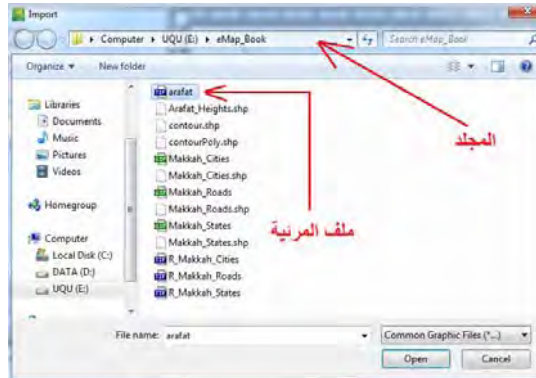 Import
Computer ▸ UQU (E:) ▸ eMap_Book
Search eMap_Book
Organize ▾ New folder
Libraries
Documents
Music
Pictures
Videos
Homegroup
Computer
Local Disk (C:)
DATA (D:)
UQU (E:)
arafat
Arafat_Heights.shp
contour.shp
contourPoly.shp
Makkah_Cities
Makkah_Cities.shp
Makkah_Roads
Makkah_Roads.shp
Makkah_States
Makkah_States.shp
R_Makkah_Cities
R_Makkah_Roads
R_Makkah_States
المجلد
ملف المرئية
File name: arafat
Common Graphic Files (*...)
Open Cancel